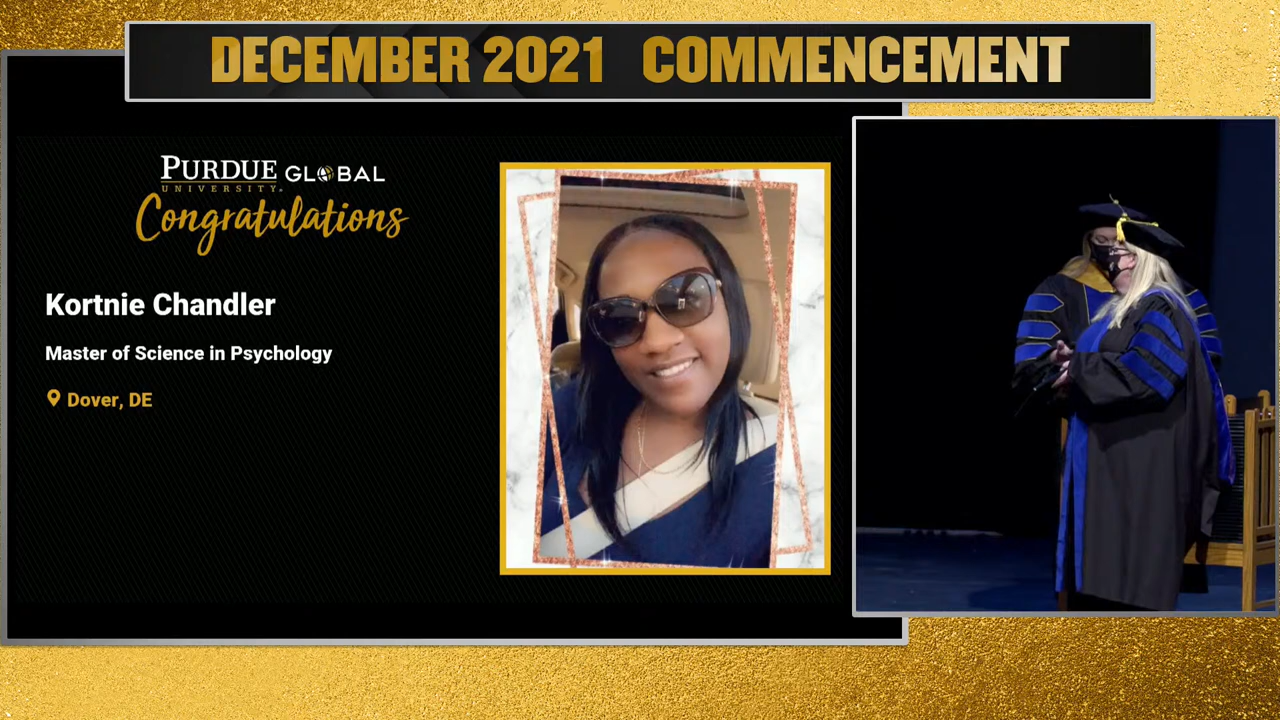 DECEMBER 2021 COMMENCEMENT
PURDUE GLOBAL
UNIVERSITY®
Congratulations
Kortnie Chandler
Master of Science in Psychology
Dover, DE